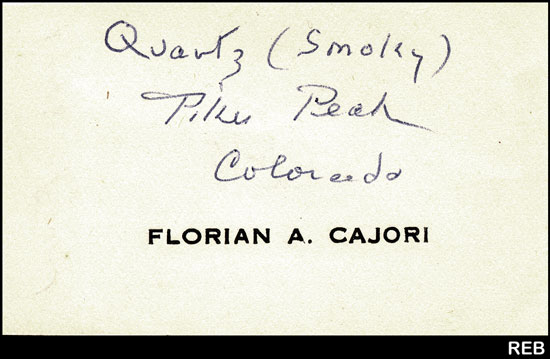 Quartz (Smoky)
Pikes Peak
Colorado
FLORIAN A. CAJORI
REB